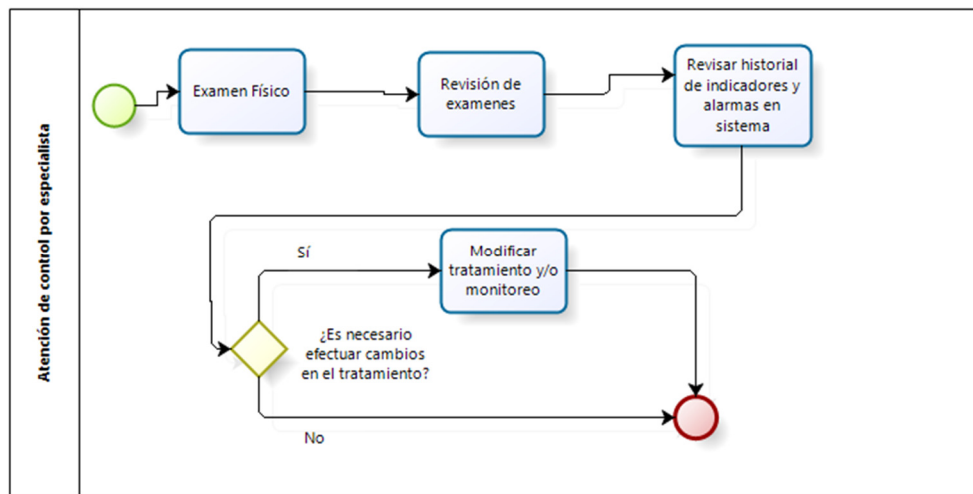 Atención de control por especialista
Examen Físico
Revisión de
examenes
Revisar historial
de indicadores y
alarmas en
sistema
Sí
Modificar
tratamiento y/o
monitoreo
¿Es necesario
efectuar cambios
en el tratamiento?
No